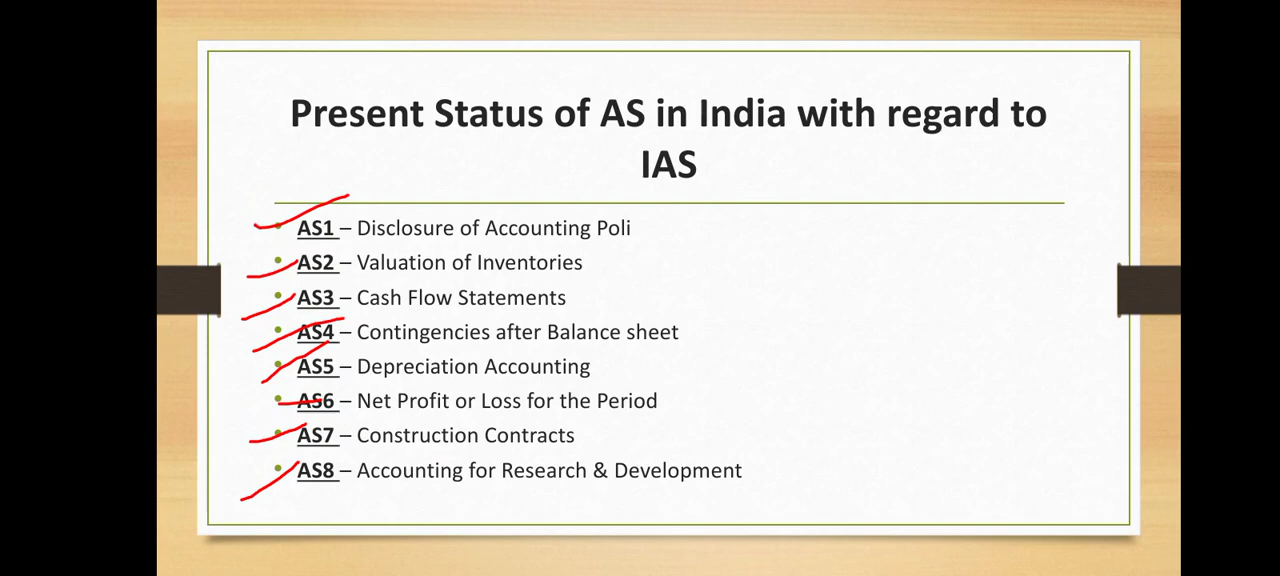 Present Status of AS in India with regard to
IAS
• AS1 – Disclosure of Accounting Poli
• AS2 – Valuation of Inventories
• AS3 – Cash Flow Statements
• AS4 – Contingencies after Balance sheet
• AS5 – Depreciation Accounting
• AS6 – Net Profit or Loss for the Period
• AS7 – Construction Contracts
• AS8 – Accounting for Research & Development